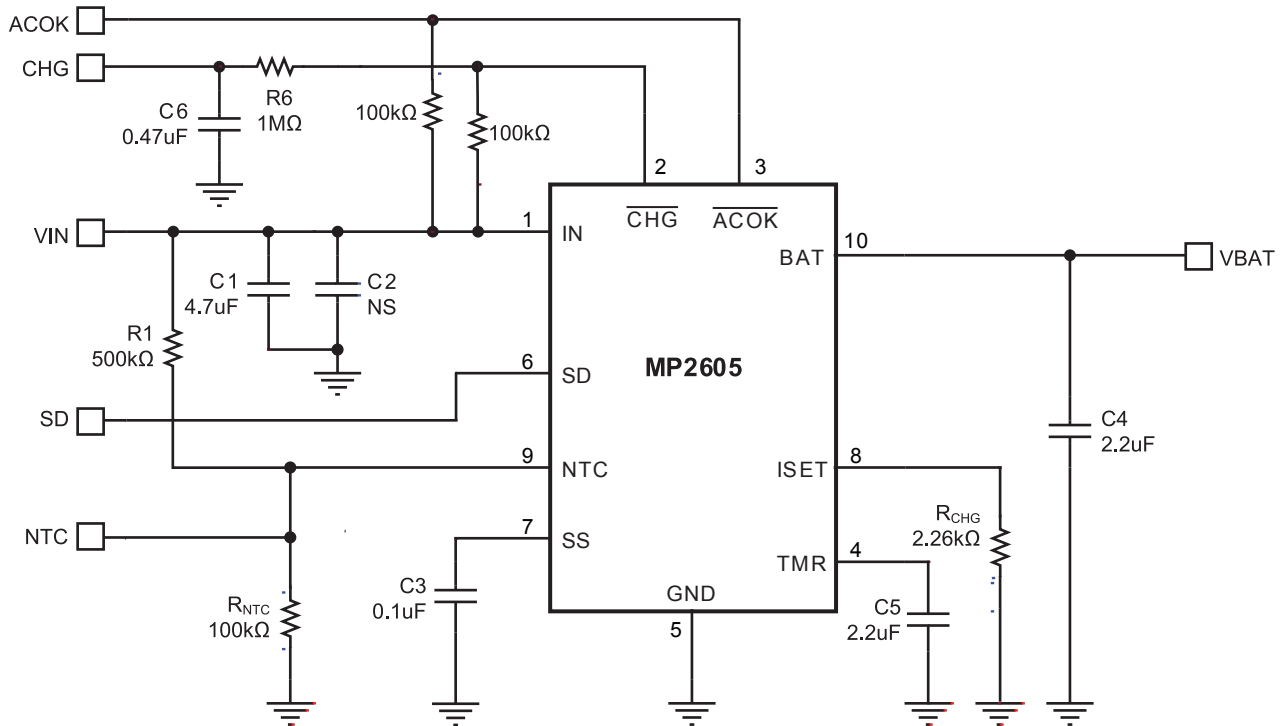 ACOK
CHG
C6
0.47uF
R6
1MΩ
100kΩ
100kΩ
2
3
CHG
ACOK
VIN
1
IN
10
BAT
VBAT
C1
4.7uF
C2
NS
R1
500kΩ
6
SD
MP2605
SD
C4
2.2uF
9
NTC
8
ISET
NTC
7
SS
RCHG
2.26kΩ
4
TMR
C3
0.1uF
RNTC
100kΩ
GND
5
C5
2.2uF